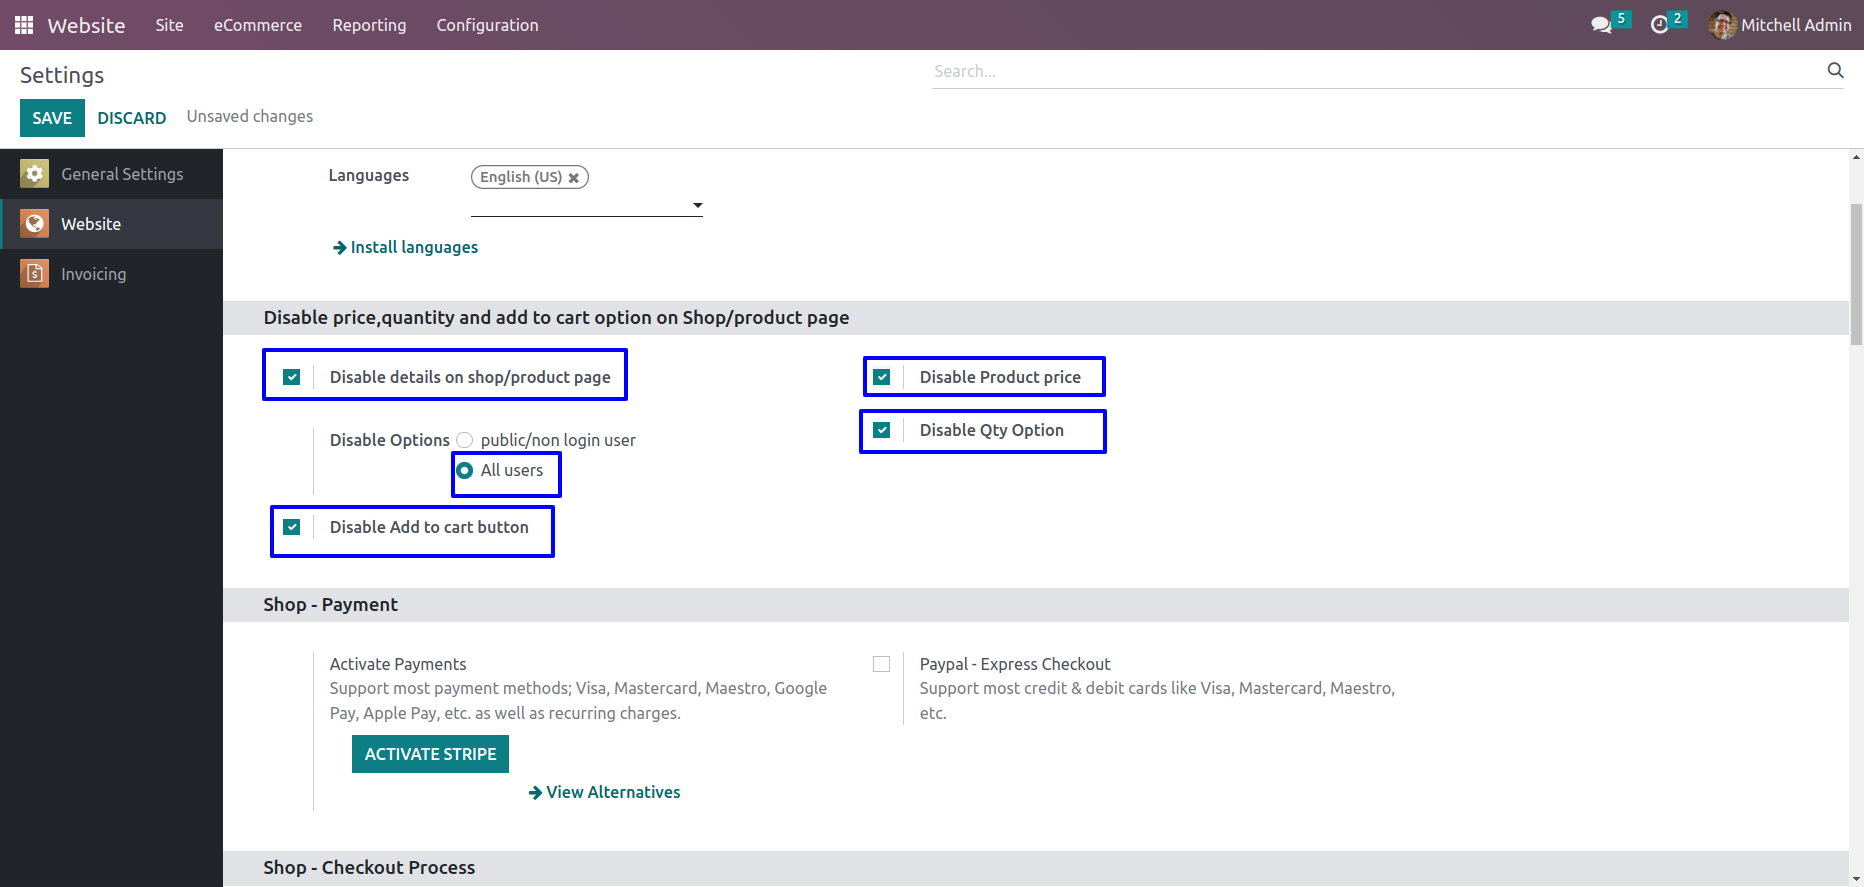 Website Site eCommerce Reporting Configuration 5 2 Mitchell Admin
Settings
Search...
SAVE DISCARD Unsaved changes
General Settings
Website
Invoicing
Languages English (US)
Install languages
Disable price,quantity and add to cart option on Shop/product page
Disable details on shop/product page
Disable Product price
Disable Qty Option
Disable Options public/non login user
All users
Disable Add to cart button
Shop - Payment
Activate Payments
Support most payment methods; Visa, Mastercard, Maestro, Google
Pay, Apple Pay, etc. as well as recurring charges.
ACTIVATE STRIPE
View Alternatives
Paypal - Express Checkout
Support most credit & debit cards like Visa, Mastercard, Maestro,
etc.
Shop - Checkout Process